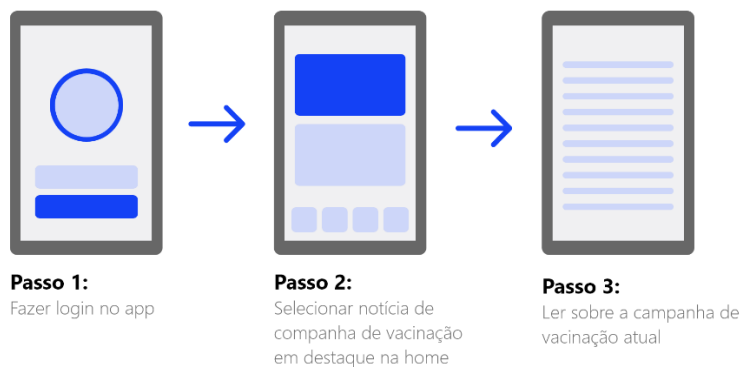 Passo 1:
Fazer login no app
Passo 2:
Selecionar notícia de
companha de vacinação
em destaque na home
Passo 3:
Ler sobre a campanha de
vacinação atual